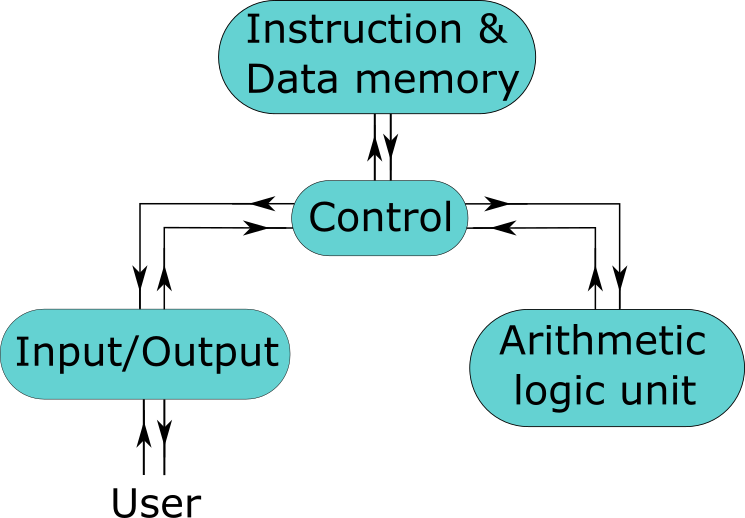 Instruction &
Data memory
Control
Input/Output
Arithmetic
logic unit
User